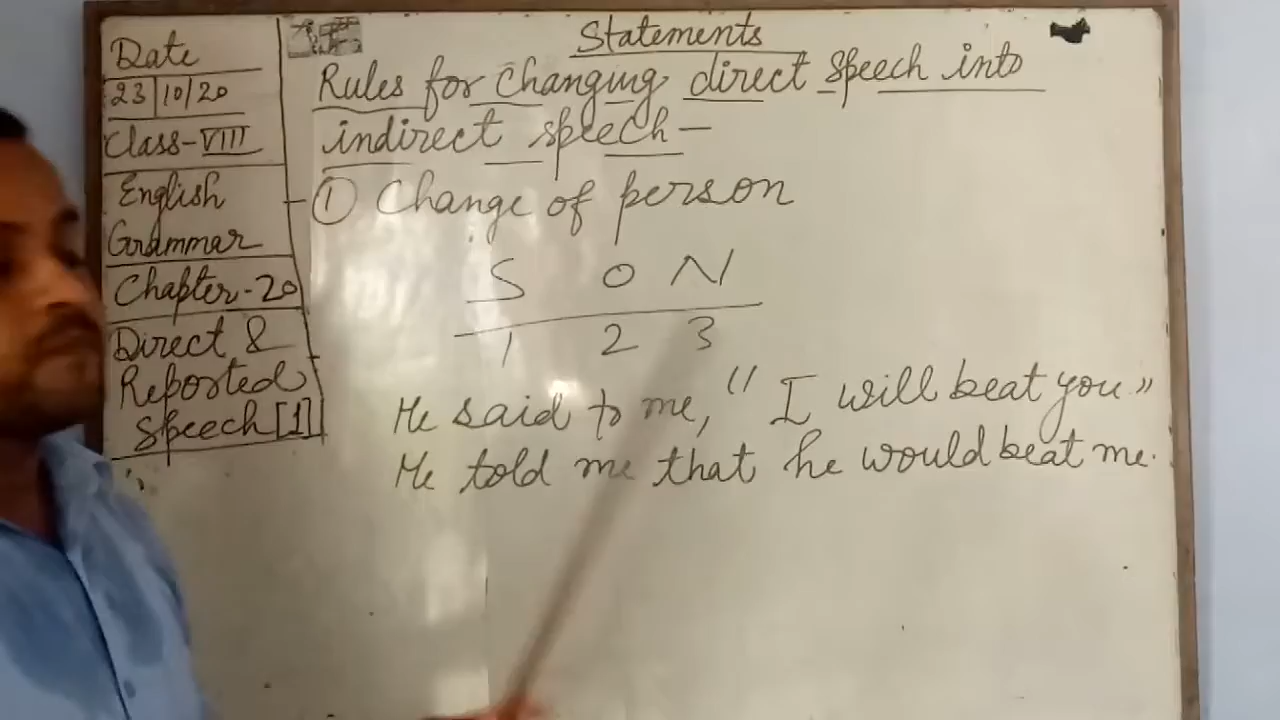 Date
23/10/20
Class-VIII
English
Grammar
Chapter-20
Direct &
Reported
Speech[1]
Statements
Rules for changing direct speech into
indirect speech—
① Change of person
S O N
1 2 3
He said to me, "I will beat you"
He told me that he would beat me.